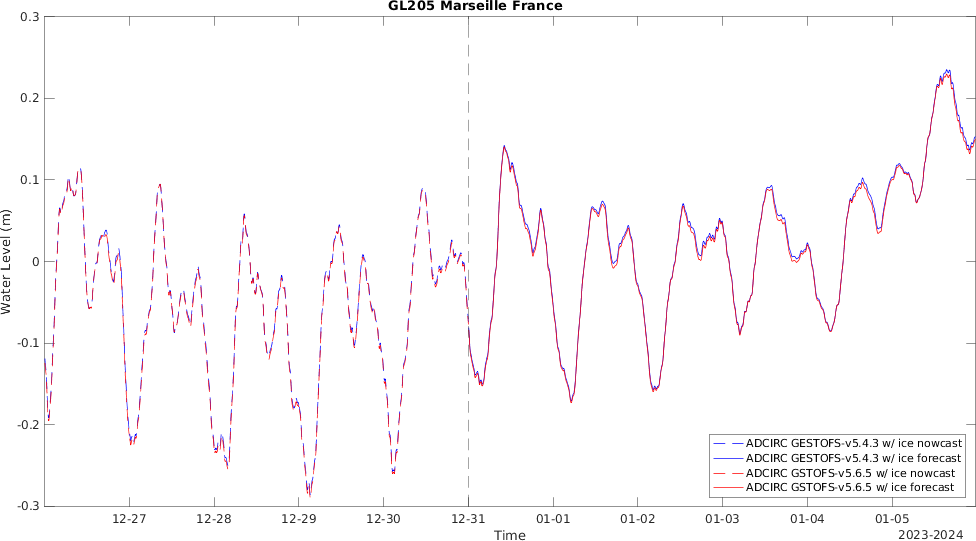 GL205 Marseille France
0.3
0.2
0.1
0
-0.1
-0.2
-0.3
Water Level (m)
ADCIRC GESTOFS-v5.4.3 w/ ice nowcast
ADCIRC GESTOFS-v5.4.3 w/ ice forecast
ADCIRC GSTOFS-v5.6.5 w/ ice nowcast
ADCIRC GSTOFS-v5.6.5 w/ ice forecast
12-27 12-28 12-29 12-30 12-31 01-01 01-02 01-03 01-04 01-05
Time
2023-2024